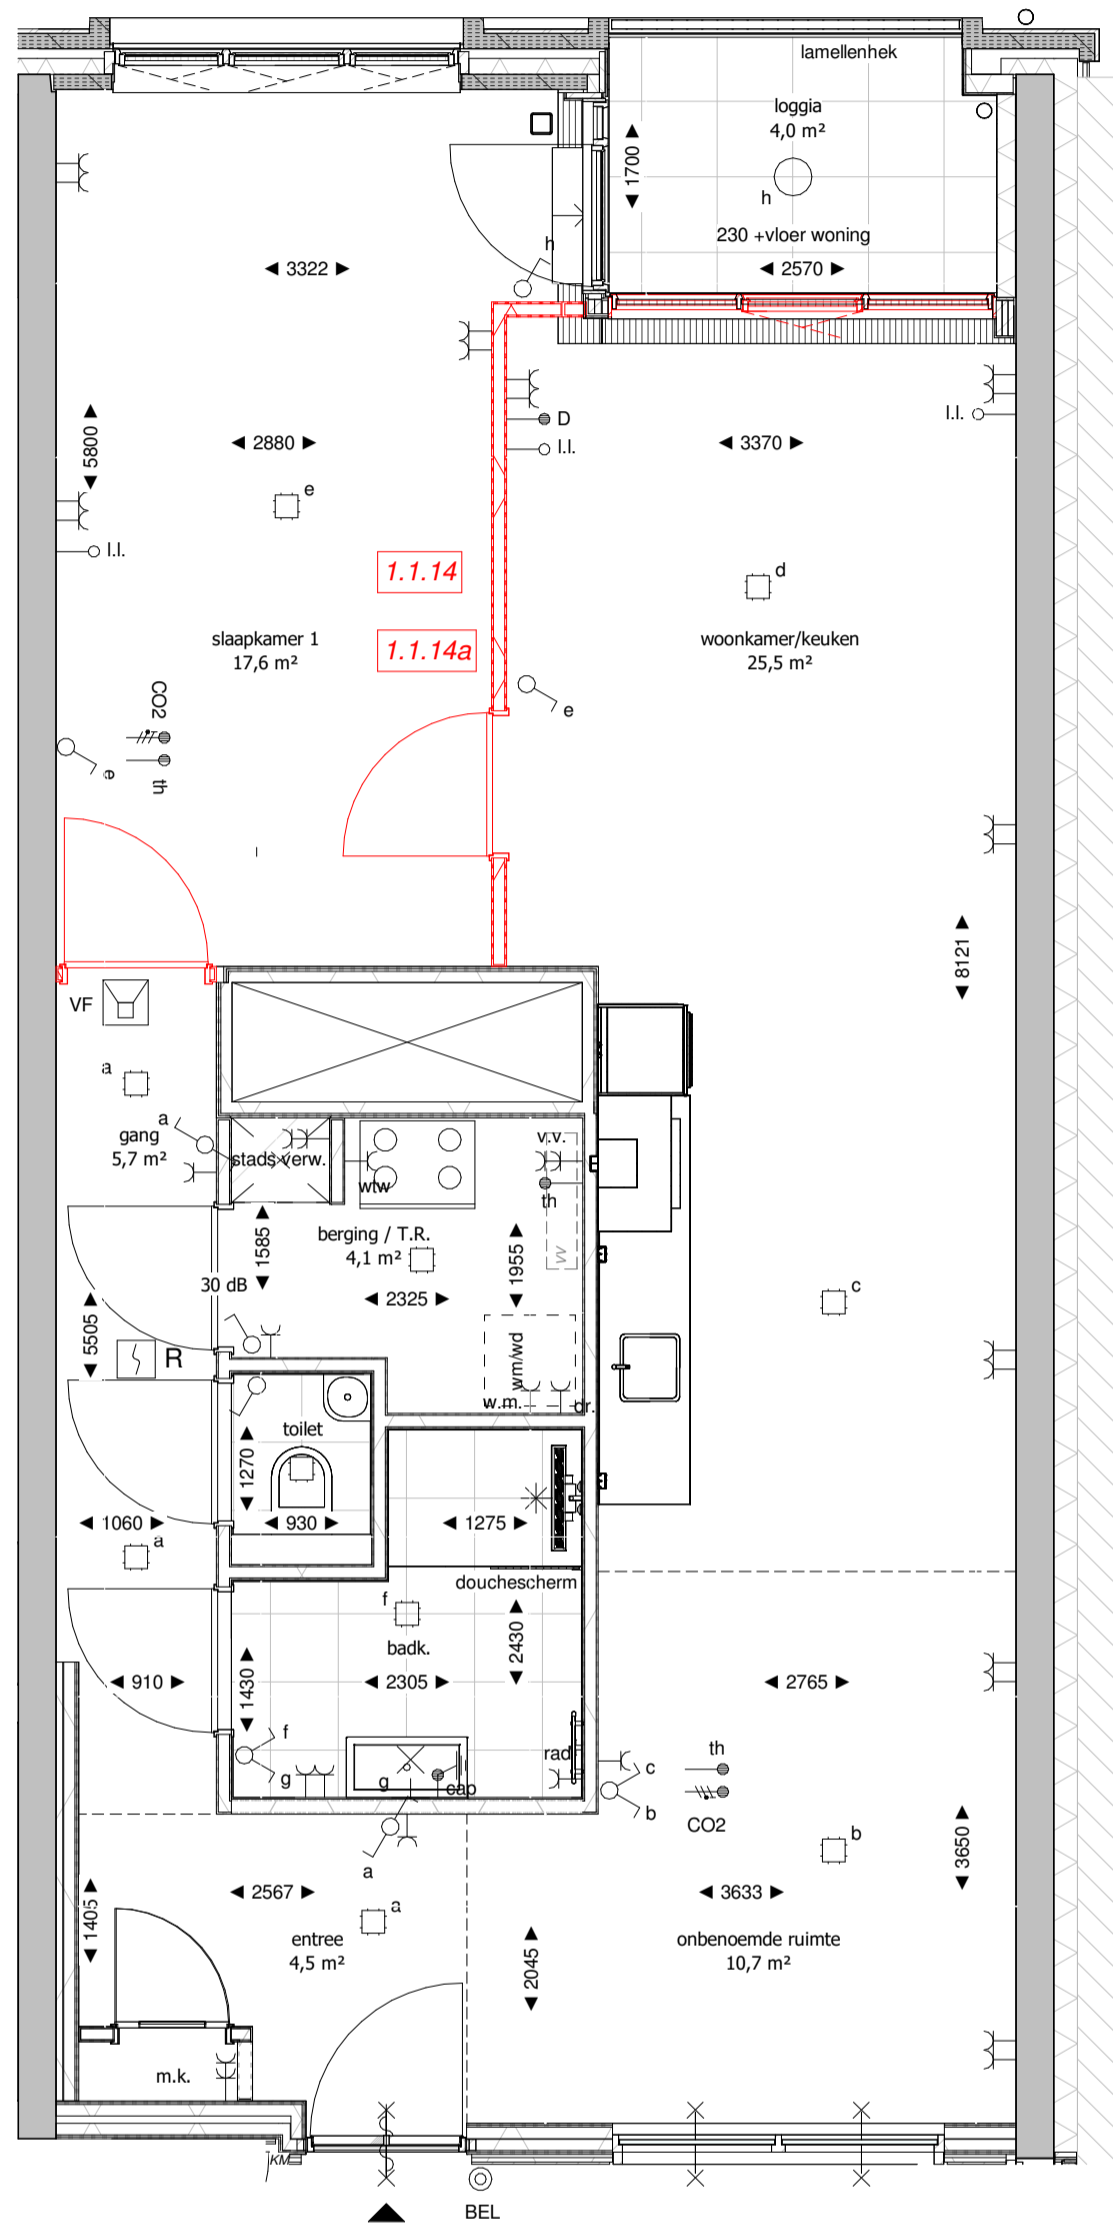 lamellenhek
loggia
4,0 m²
1700
h
230 +vloer woning
2570
h
3322
5800
2880
3370
D
l.l.
l.l.
l.l.
e
d
1.1.14
1.1.14a
slaapkamer 1
17,6 m²
woonkamer/keuken
25,5 m²
CO2
th
e
e
8121
VF
a
a
gang
5,7 m²
stads verw.
wtw
v.v.
th
vv
berging / T.R.
4,1 m²
1585
1955
30 dB
2325
c
5505
R
wm/wd
w.m.
dr.
toilet
1270
930
1060
a
1275
douchescherm
f
badk.
2430
1430
910
2305
2765
f
g
g
cap
rad
c
b
th
CO2
a
b
3650
1405
2567
a
3633
entree
4,5 m²
2045
onbenoemde ruimte
10,7 m²
m.k.
KM
BEL